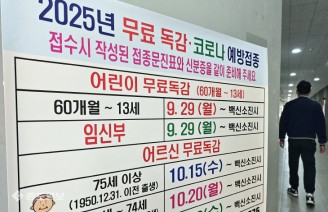 2025년 무료 독감·코로나 예방접종
접수시 작성된 접종문진표와 신분증을 같이 준비해 주세요
어린이 무료독감 (60개월 ~ 13세)
60개월 ~ 13세 9.29 (월) ~ 백신소진시
임신부 9.29 (월) ~ 백신소진시
어르신 무료독감
75세 이상 10.15(수) ~ 백신소진시
(1950.12.31. 이전 출생)
10.20(월) ~ 백신소진시
~ 74세